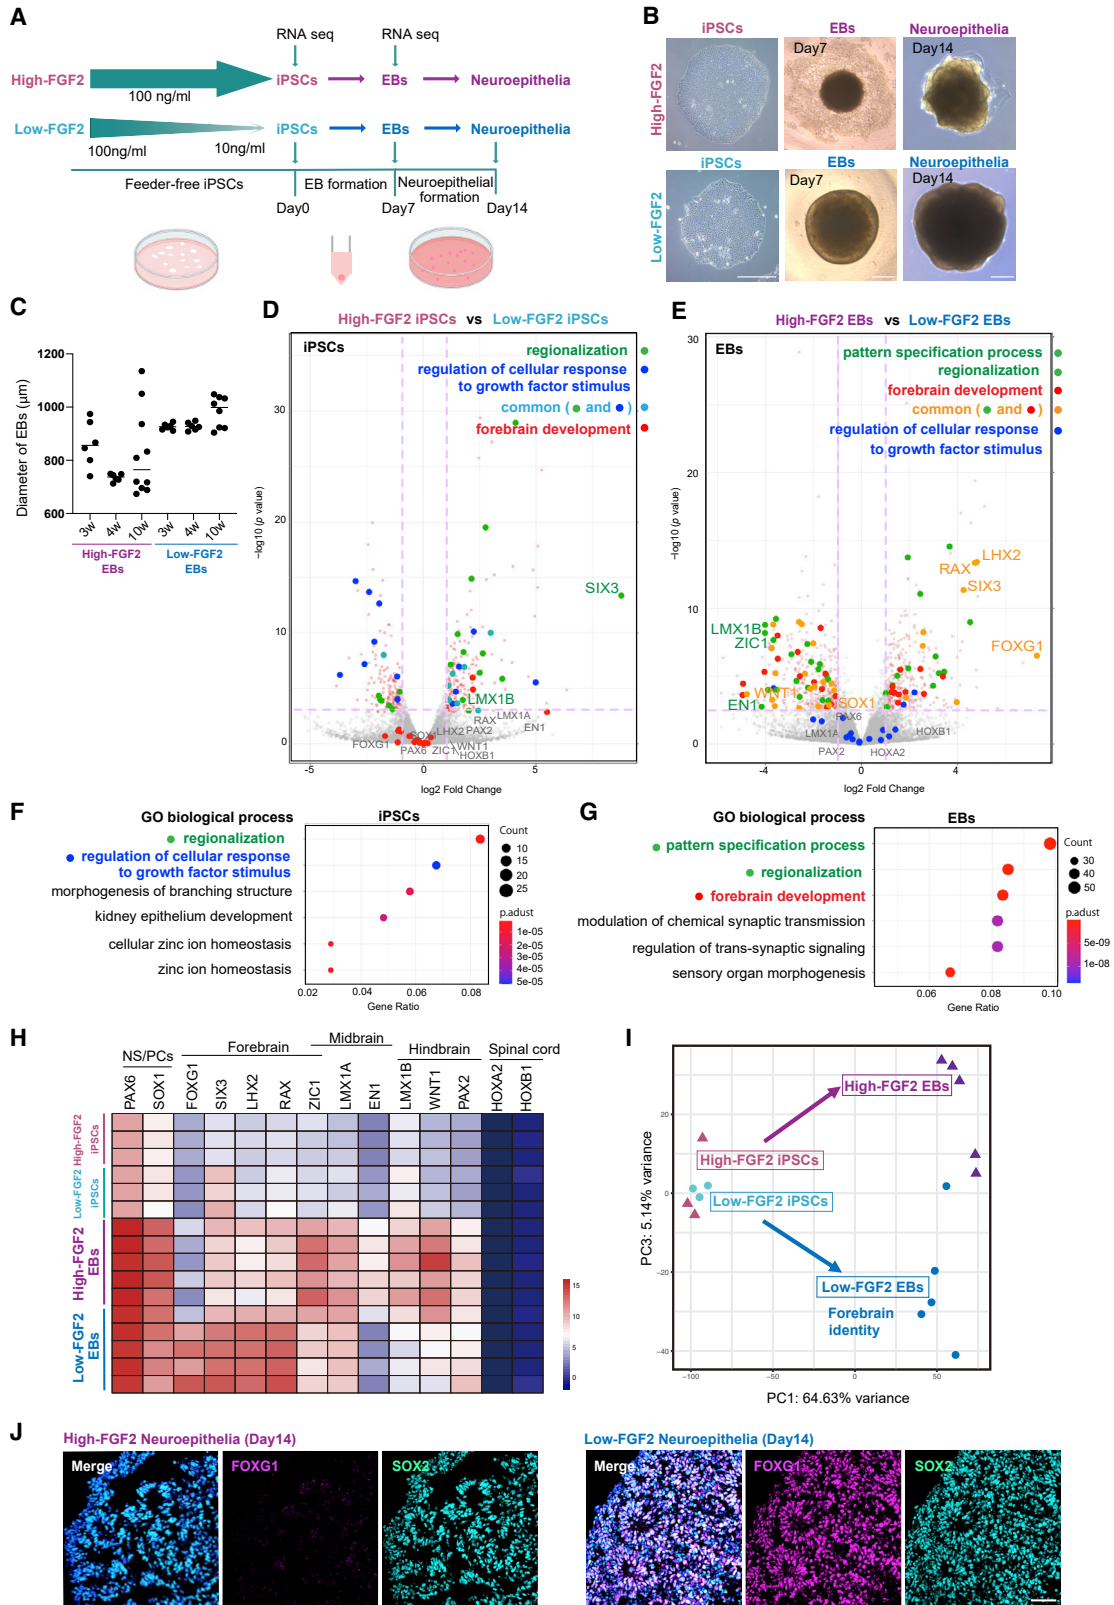 A
RNA seq
RNA seq
High-FGF2
100 ng/ml
iPSCs
EBs
Neuroepithelia
Low-FGF2
100ng/ml
10ng/ml
iPSCs
EBs
Neuroepithelia
Feeder-free iPSCs
EB formation
Neuroepithelial
formation
Day0
Day7
Day14
B
iPSCs
EBs
Neuroepithelia
High-FGF2
Day7
Day14
iPSCs
EBs
Neuroepithelia
Low-FGF2
Day7
Day14
C
Diameter of EBs (μm)
1200
1000
800
600
3w
4w
10w
3w
4w
10w
High-FGF2
EBs
Low-FGF2
EBs
D
High-FGF2 iPSCs vs Low-FGF2 iPSCs
iPSCs
regionalization
regulation of cellular response
to growth factor stimulus
common ( and )
forebrain development
−log10 (p value)
30
20
10
0
SIX3
LMX1B
RAX
LMX1A
EN1
FOXG1
SOX1
LHX2
PAX2
PAX6
ZIC1
WNT1
HOXB1
-5
0
5
log2 Fold Change
E
High-FGF2 EBs vs Low-FGF2 EBs
EBs
pattern specification process
regionalization
forebrain development
common ( and )
regulation of cellular response
to growth factor stimulus
−log10 (p value)
30
20
10
0
LHX2
RAX
SIX3
FOXG1
LMX1B
ZIC1
WNT1
EN1
SOX1
PAX6
LMX1A
PAX2
HOXA2
HOXB1
-4
0
4
log2 Fold Change
F
GO biological process
iPSCs
regionalization
regulation of cellular response
to growth factor stimulus
morphogenesis of branching structure
kidney epithelium development
cellular zinc ion homeostasis
zinc ion homeostasis
0.02
0.04
0.06
0.08
Gene Ratio
Count
10
15
20
25
p.adust
1e-05
2e-05
3e-05
4e-05
5e-05
G
GO biological process
EBs
pattern specification process
regionalization
forebrain development
modulation of chemical synaptic transmission
regulation of trans-synaptic signaling
sensory organ morphogenesis
0.06
0.08
0.10
Gene Ratio
Count
30
40
50
p.adust
5e-09
1e-08
H
NS/PCs
Forebrain
Midbrain
Hindbrain
Spinal cord
PAX6
SOX1
FOXG1
SIX3
LHX2
RAX
ZIC1
LMX1A
EN1
LMX1B
WNT1
PAX2
HOXA2
HOXB1
High-FGF2
iPSCs
Low-FGF2
iPSCs
High-FGF2
EBs
Low-FGF2
EBs
15
10
5
0
I
PC3: 5.14% variance
20
0
−20
−40
High-FGF2 EBs
High-FGF2 iPSCs
Low-FGF2 iPSCs
Low-FGF2 EBs
Forebrain
identity
−100
−50
0
50
PC1: 64.63% variance
J
High-FGF2 Neuroepithelia (Day14)
Merge
FOXG1
SOX2
Low-FGF2 Neuroepithelia (Day14)
Merge
FOXG1
SOX2